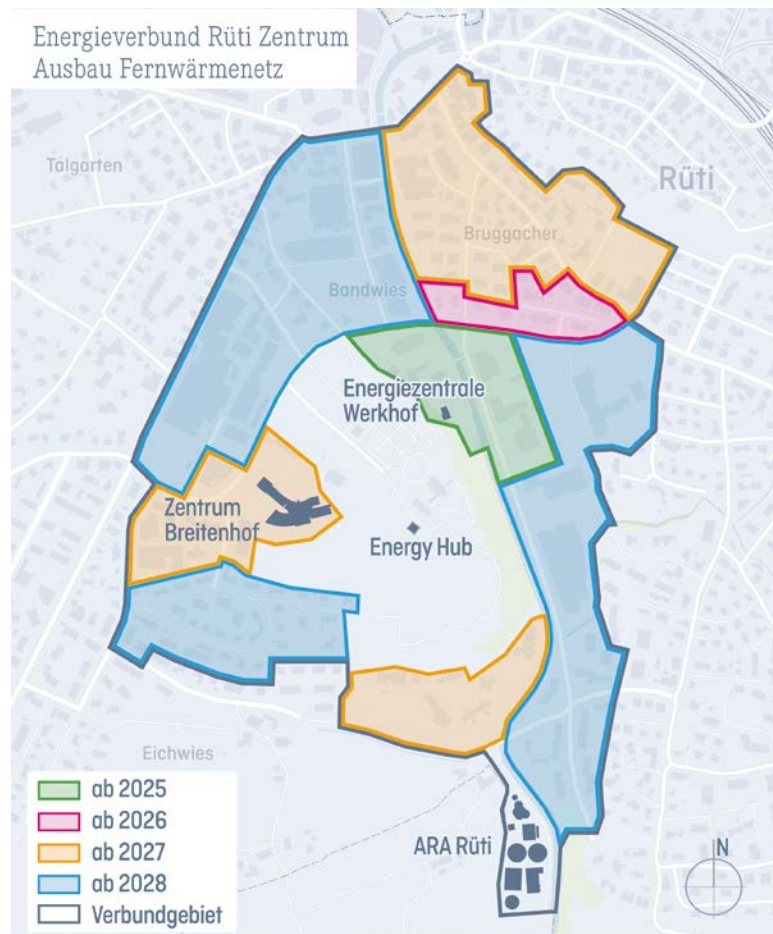 Energieverbund Rüti Zentrum
Ausbau Fernwärmenetz
Talgarten
Rüti
Bruggacher
Bandwies
Energiezentrale
Werkhof
Zentrum
Breitenhof
Energy Hub
Eichwies
ARA Rüti
ab 2025
ab 2026
ab 2027
ab 2028
Verbundgebiet
N